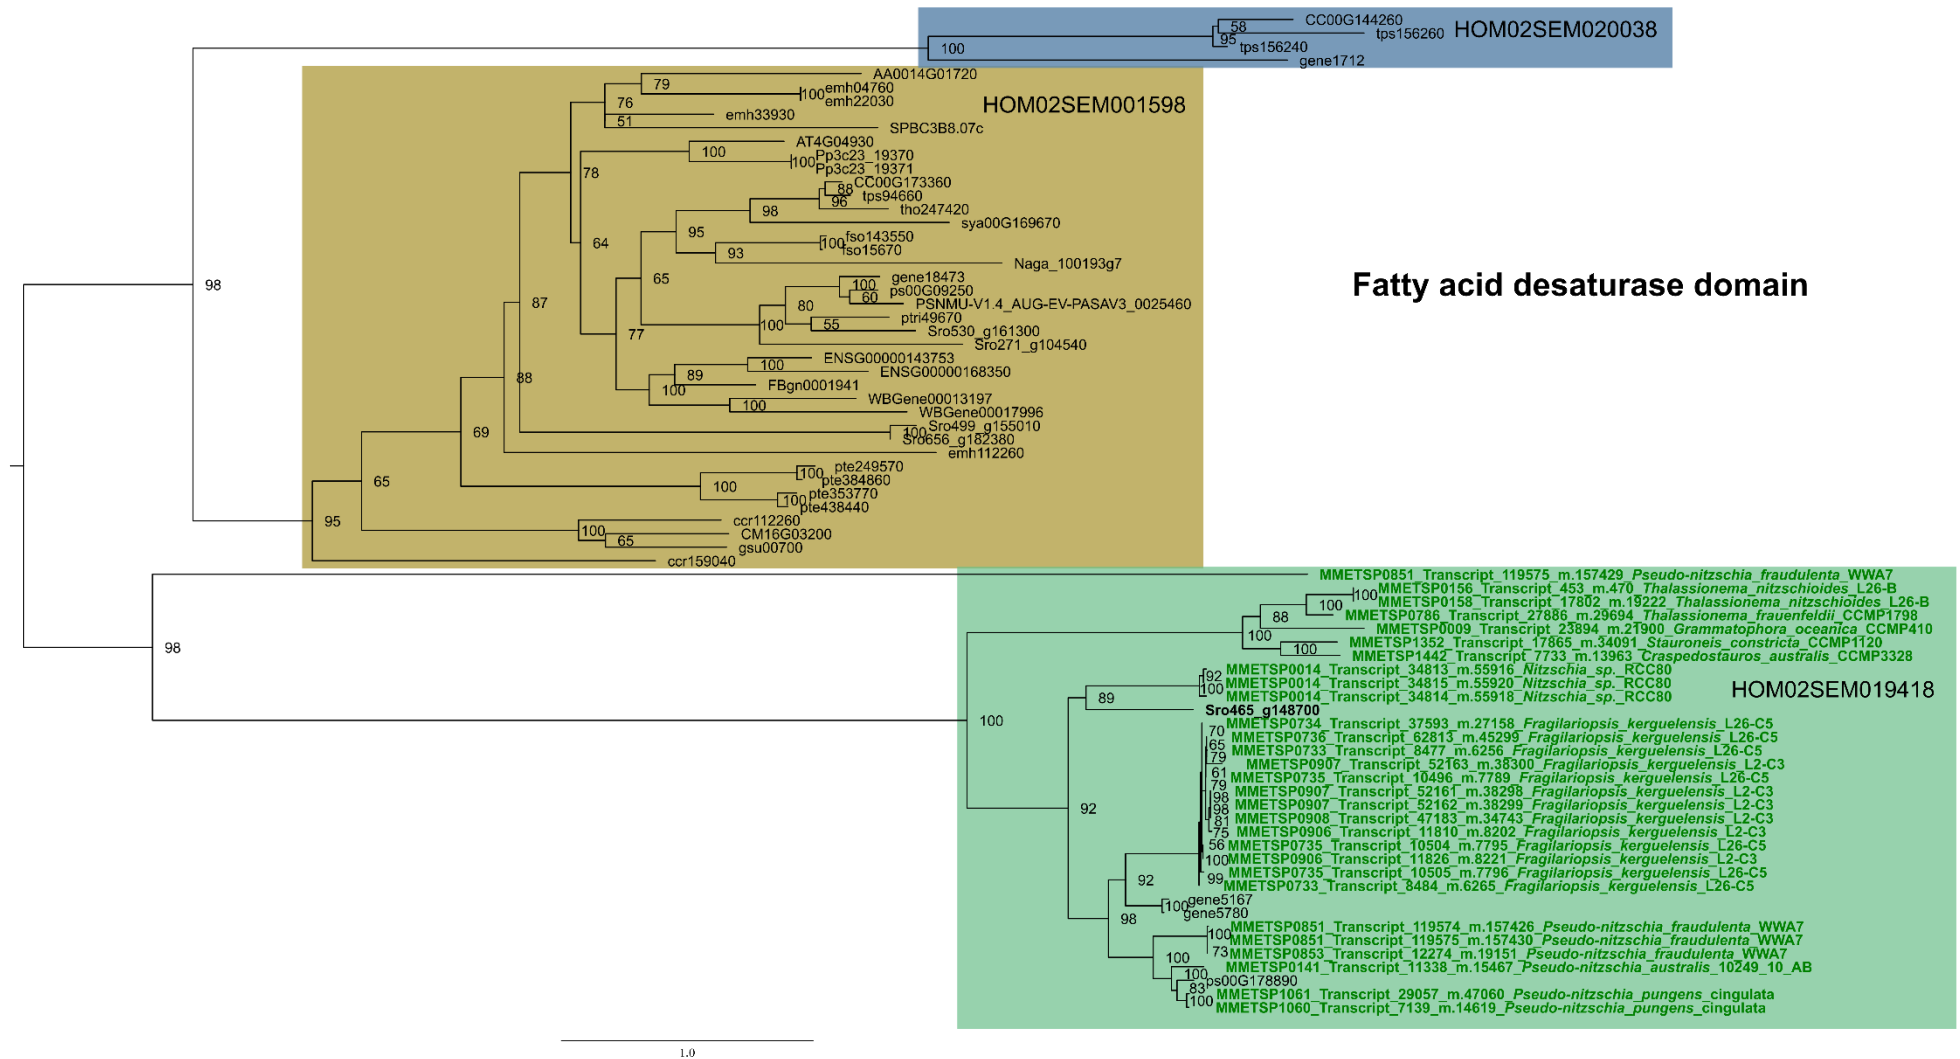 CC00G144260
58
tps156260
HOM02SEM020038
95
tps156240
100
gene1712
AA0014G01720
79
100
emh04760
emh22030
HOM02SEM001598
76
emh33930
51
SPBC3B8.07c
AT4G04930
100
Pp3c23_19370
100
Pp3c23_19371
78
CC00G173360
88
tps94660
96
tho247420
98
sya00G169670
95
fso143550
100
fso15670
64
93
Naga_100193g7
65
gene18473
100
ps00G09250
60
PSNMU-V1.4_AUG-EV-PASAV3_0025460
80
ptri49670
55
Sro530_g161300
100
Sro271_g104540
87
77
ENSG00000143753
100
ENSG00000168350
89
FBgn0001941
100
WBGene00013197
100
WBGene00017996
88
Sro499_g155010
100
Sro656_g182380
69
emh112260
pte249570
100
pte384860
100
pte353770
100
pte438440
65
95
ccr112260
100
CM16G03200
65
gsu00700
ccr159040
98
Fatty acid desaturase domain
MMETSP0851_Transcript_119575_m.157429_Pseudo-nitzschia_fraudulenta_WWA7
MMETSP0156_Transcript_453_m.470_Thalassionema_nitzschioides_L26-B
100
MMETSP0158_Transcript_17802_m.19222_Thalassionema_nitzschioides_L26-B
100
MMETSP0786_Transcript_27886_m.29694_Thalassionema_frauenfeldii_CCMP1798
88
MMETSP0009_Transcript_23894_m.21900_Grammatophora_oceanica_CCMP410
100
MMETSP1352_Transcript_17865_m.34091_Stauroneis_constricta_CCMP1120
100
MMETSP1442_Transcript_7733_m.13963_Craspedostauros_australis_CCMP3328
98
MMETSP0014_Transcript_34813_m.55916_Nitzschia_sp._RCC80
92
MMETSP0014_Transcript_34815_m.55920_Nitzschia_sp._RCC80
100
MMETSP0014_Transcript_34814_m.55918_Nitzschia_sp._RCC80
HOM02SEM019418
89
Sro465_g148700
100
MMETSP0734_Transcript_37593_m.27158_Fragilariopsis_kerguelensis_L26-C5
70
MMETSP0736_Transcript_62813_m.45299_Fragilariopsis_kerguelensis_L26-C5
65
MMETSP0733_Transcript_8477_m.6256_Fragilariopsis_kerguelensis_L26-C5
79
MMETSP0907_Transcript_52163_m.38300_Fragilariopsis_kerguelensis_L2-C3
61
MMETSP0735_Transcript_10496_m.7789_Fragilariopsis_kerguelensis_L26-C5
79
MMETSP0907_Transcript_52161_m.38298_Fragilariopsis_kerguelensis_L2-C3
98
MMETSP0907_Transcript_52162_m.38299_Fragilariopsis_kerguelensis_L2-C3
98
92
MMETSP0908_Transcript_47183_m.34743_Fragilariopsis_kerguelensis_L2-C3
81
MMETSP0906_Transcript_11810_m.8202_Fragilariopsis_kerguelensis_L2-C3
75
MMETSP0735_Transcript_10504_m.7795_Fragilariopsis_kerguelensis_L26-C5
56
MMETSP0906_Transcript_11826_m.8221_Fragilariopsis_kerguelensis_L2-C3
100
MMETSP0735_Transcript_10505_m.7796_Fragilariopsis_kerguelensis_L26-C5
99
MMETSP0733_Transcript_8484_m.6265_Fragilariopsis_kerguelensis_L26-C5
92
gene5167
100
gene5780
98
MMETSP0851_Transcript_119574_m.157426_Pseudo-nitzschia_fraudulenta_WWA7
100
MMETSP0851_Transcript_119575_m.157430_Pseudo-nitzschia_fraudulenta_WWA7
73
MMETSP0853_Transcript_12274_m.19151_Pseudo-nitzschia_fraudulenta_WWA7
100
MMETSP0141_Transcript_11338_m.15467_Pseudo-nitzschia_australis_10249_10_AB
100
ps00G178890
83
MMETSP1061_Transcript_29057_m.47060_Pseudo-nitzschia_pungens_cingulata
100
MMETSP1060_Transcript_7139_m.14619_Pseudo-nitzschia_pungens_cingulata
1.0